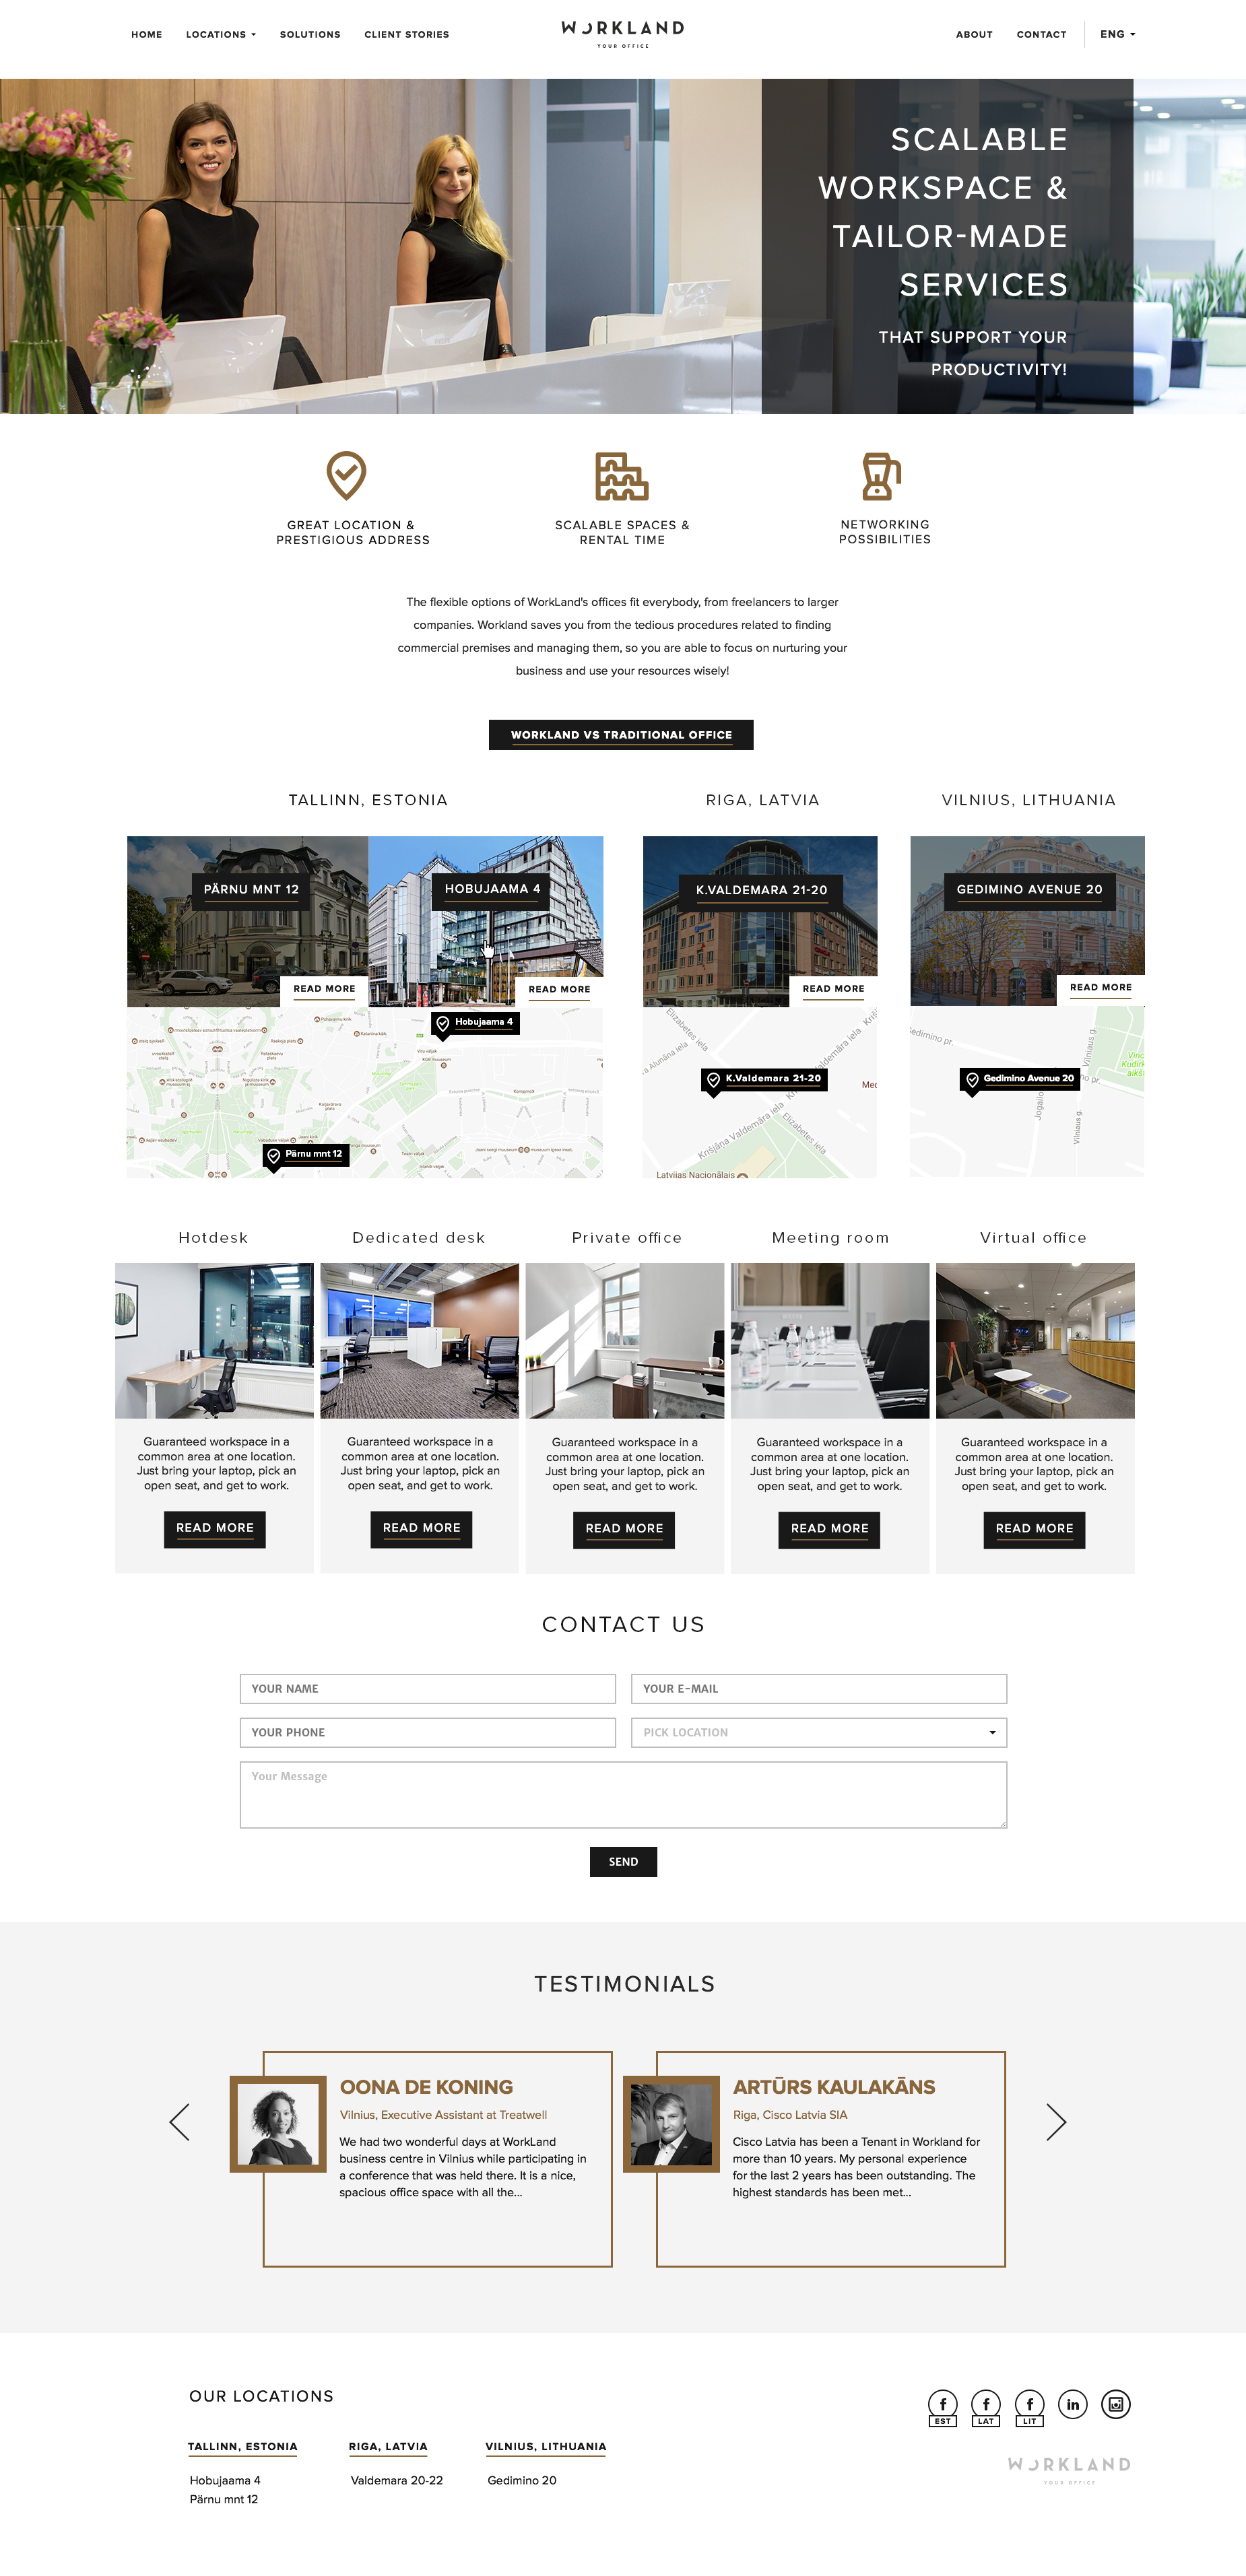 HOME LOCATIONS SOLUTIONS CLIENT STORIES
WORKLAND
YOUR OFFICE
ABOUT CONTACT ENG
SCALABLE
WORKSPACE &
TAILOR-MADE
SERVICES
THAT SUPPORT YOUR
PRODUCTIVITY!
GREAT LOCATION &
PRESTIGIOUS ADDRESS
SCALABLE SPACES &
RENTAL TIME
NETWORKING
POSSIBILITIES
The flexible options of WorkLand's offices fit everybody, from freelancers to larger
companies. Workland saves you from the tedious procedures related to finding
commercial premises and managing them, so you are able to focus on nurturing your
business and use your resources wisely!
WORKLAND VS TRADITIONAL OFFICE
TALLINN, ESTONIA
RIGA, LATVIA
VILNIUS, LITHUANIA
PÄRNU MNT 12
HOBUJAAMA 4
K.VALDEMARA 21-20
GEDIMINO AVENUE 20
READ MORE
READ MORE
READ MORE
READ MORE
Hobujaama 4
Pärnu mnt 12
Elizabetes iela
K.Valdemara 21-20
Krišjāņa Valdemāra iela
Elizabetes iela
Latvijas Nacionālais
Gedimino pr.
Vilniaus g.
Gedimino Avenue 20
Vilniaus g.
Hotdesk
Dedicated desk
Private office
Meeting room
Virtual office
Guaranteed workspace in a
common area at one location.
Just bring your laptop, pick an
open seat, and get to work.
READ MORE
Guaranteed workspace in a
common area at one location.
Just bring your laptop, pick an
open seat, and get to work.
READ MORE
Guaranteed workspace in a
common area at one location.
Just bring your laptop, pick an
open seat, and get to work.
READ MORE
Guaranteed workspace in a
common area at one location.
Just bring your laptop, pick an
open seat, and get to work.
READ MORE
Guaranteed workspace in a
common area at one location.
Just bring your laptop, pick an
open seat, and get to work.
READ MORE
CONTACT US
YOUR NAME
YOUR E-MAIL
YOUR PHONE
PICK LOCATION
Your Message
SEND
TESTIMONIALS
OONA DE KONING
Vilnius, Executive Assistant at Treatwell
We had two wonderful days at WorkLand
business centre in Vilnius while participating in
a conference that was held there. It is a nice,
spacious office space with all the...
ARTŪRS KAULAKĀNS
Riga, Cisco Latvia SIA
Cisco Latvia has been a Tenant in Workland for
more than 10 years. My personal experience
for the last 2 years has been outstanding. The
highest standards has been met...
OUR LOCATIONS
TALLINN, ESTONIA
Hobujaama 4
Pärnu mnt 12
RIGA, LATVIA
Valdemara 20-22
VILNIUS, LITHUANIA
Gedimino 20
EST LAT LIT
in
WORKLAND
YOUR OFFICE